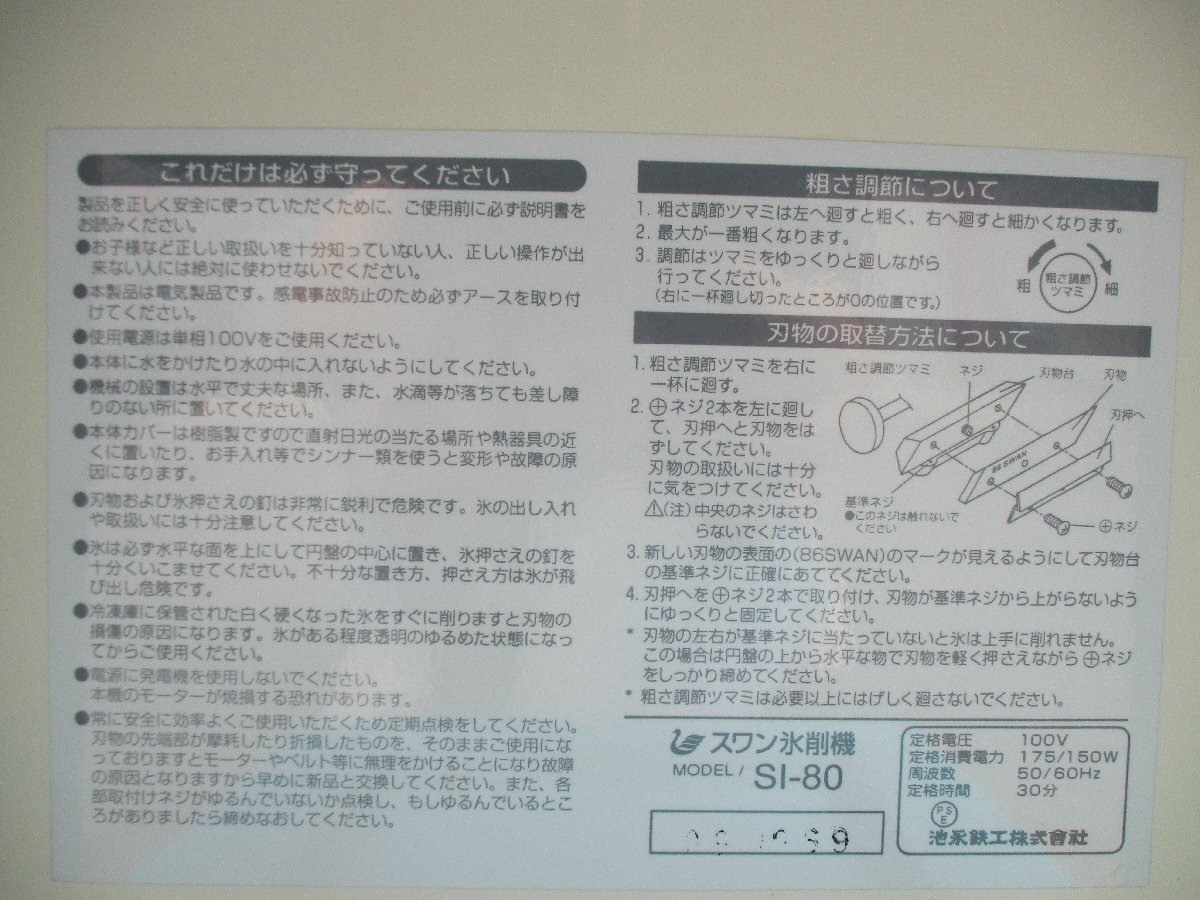 これだけは必ず守ってください
製品を正しく安全に使っていただくために、ご使用前に必ず説明書を
お読みください。
●お子様など正しい取扱いを十分知っていない人、正しい操作が出
来ない人には絶対に使わせないでください。
●本製品は電気製品です。感電事故防止のため必ずアースを取り付
けてください。
●使用電源は単相100Vをご使用ください。
●本体に水をかけたり水の中に入れないようにしてください。
●機械の設置は水平で丈夫な場所、また、水滴等が落ちても差し障
りのない所に置いてください。
●本体カバーは樹脂製ですので直射日光の当たる場所や熱器具の近
くに置いたり、お手入れ等でシンナー類を使うと変形や故障の原
因になります。
●刃物および氷押さえの釘は非常に鋭利で危険です。氷の出し入れ
や取扱いには十分注意してください。
●氷は必ず水平な面を上にして円盤の中心に置き、氷押さえの釘を
十分くいこませてください。不十分な置き方、押さえ方は氷が飛
び出し危険です。
●冷凍庫に保管された白く硬くなった氷をすぐに削りますと刃物の
損傷の原因になります。氷がある程度透明のゆるめた状態になっ
てからご使用ください。
●電源に発電機を使用しないでください。
本機のモーターが焼損する恐れがあります。
●常に安全に効率よくご使用いただくため定期点検をしてください。
刃物の先端部が摩耗したり折損したものを、そのままご使用にな
っておりますとモーターやベルト等に無理をかけることになり故障
の原因となりますから早めに新品と交換してください。また、各
部取付けネジがゆるんでいないか点検し、もしゆるんでいるとこ
ろがありましたら締めなおしてください。
粗さ調節について
1. 粗さ調節ツマミは左へ廻すと粗く、右へ廻すと細かくなります。
2. 最大が一番粗くなります。
3. 調節はツマミをゆっくりと廻しながら
行ってください。
(右に一杯廻し切ったところが0の位置です。)
粗
粗さ調節
ツマミ
細
刃物の取替方法について
1. 粗さ調節ツマミを右に
一杯に廻す。
2. ⊕ネジ2本を左に廻し
て、刃押へと刃物をは
ずしてください。
刃物の取扱いには十分
に気をつけてください。
⚠(注)中央のネジはさわ
らないでください。
粗さ調節ツマミ
ネジ
刃物台
刃物
刃押へ
86 SWAN
基準ネジ
●このネジは触れないで
ください
⊕ネジ
3. 新しい刃物の表面の(86SWAN)のマークが見えるようにして刃物台
の基準ネジに正確にあててください。
4. 刃押へを⊕ネジ2本で取り付け、刃物が基準ネジから上がらないよう
にゆっくりと固定してください。
* 刃物の左右が基準ネジに当たっていないと氷は上手に削れません。
この場合は円盤の上から水平な物で刃物を軽く押さえながら⊕ネジ
をしっかり締めてください。
* 粗さ調節ツマミは必要以上にはげしく廻さないでください。
スワン氷削機
MODEL / SI-80
定格電圧 100V
定格消費電力 175/150W
周波数 50/60Hz
定格時間 30分
PSE
池永鉄工株式會社